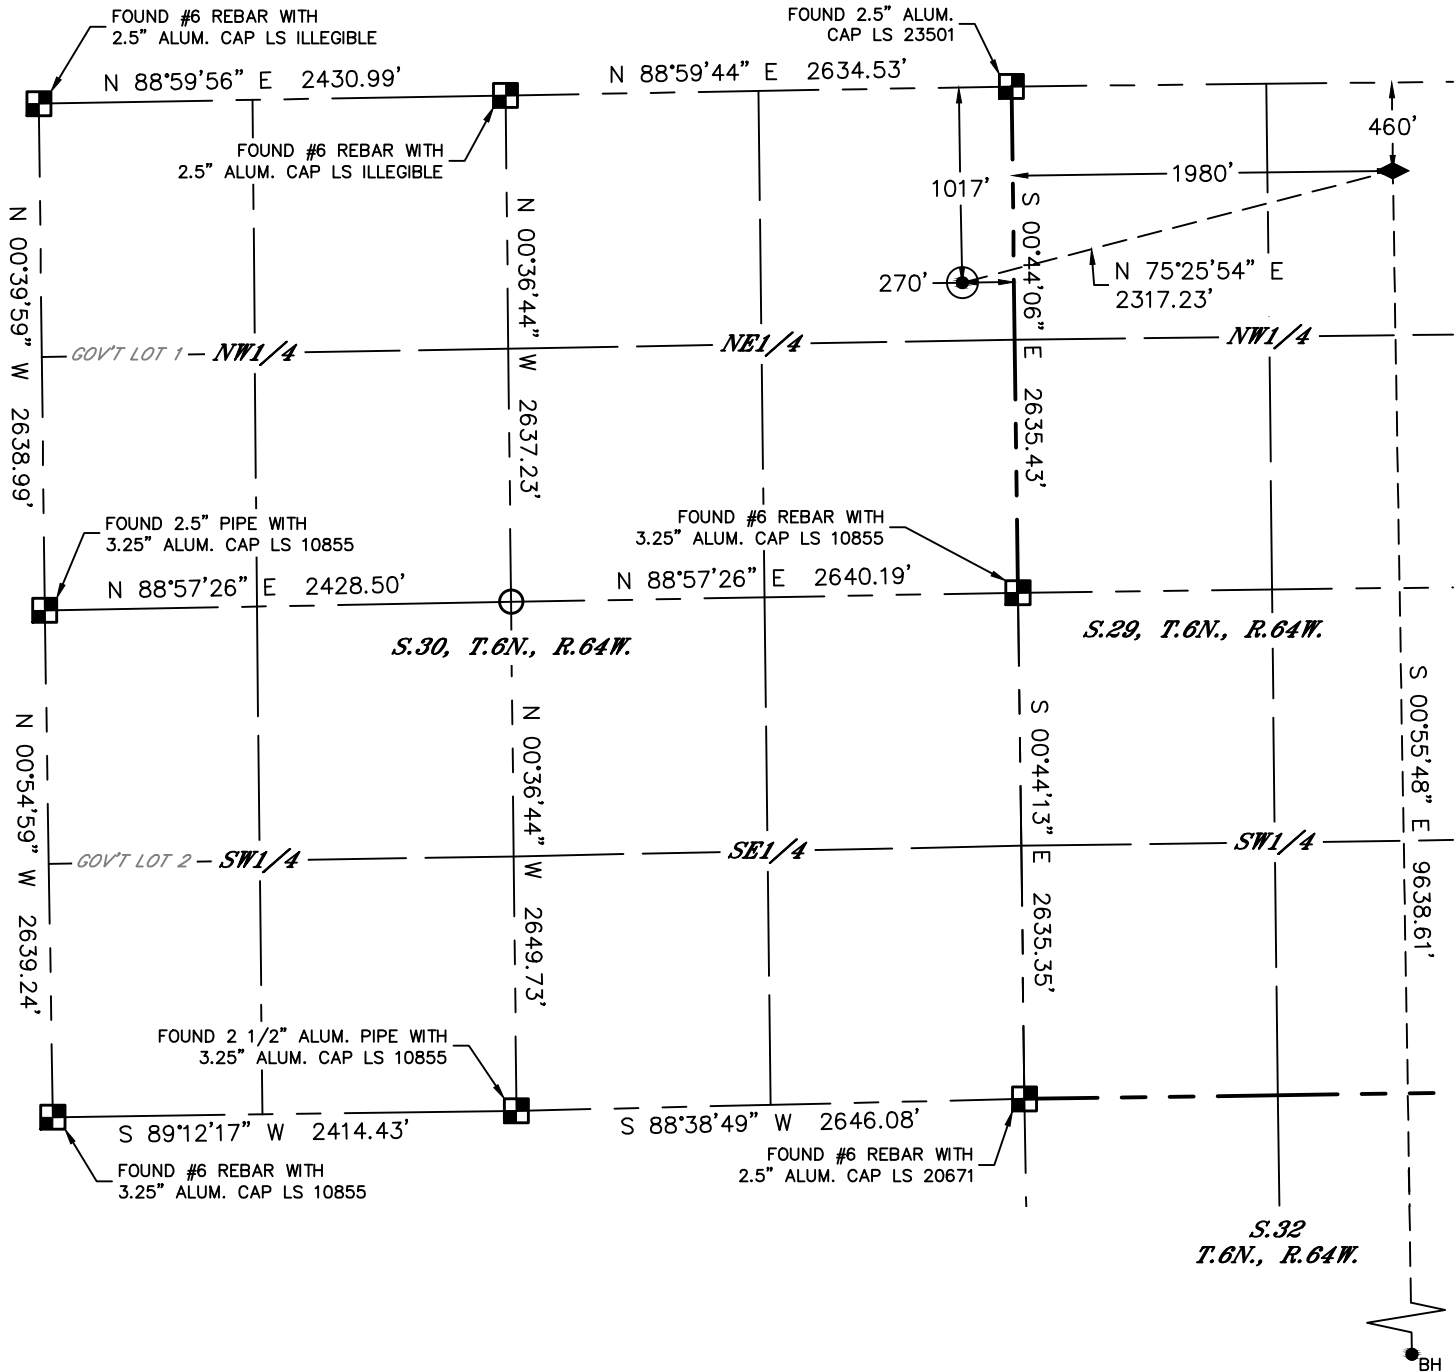 FOUND #6 REBAR WITH
2.5" ALUM. CAP LS ILLEGIBLE
FOUND 2.5" ALUM.
CAP LS 23501
N 88°59'56" E 2430.99'
N 88°59'44" E 2634.53'
460'
FOUND #6 REBAR WITH
2.5" ALUM. CAP LS ILLEGIBLE
1017'
1980'
N 00°39'59" W 2638.99'
N 00°36'44" W 2637.23'
S 00°44'06" E 2635.43'
270'
N 75°25'54" E
2317.23'
GOV'T LOT 1
NW1/4
NE1/4
NW1/4
FOUND 2.5" PIPE WITH
3.25" ALUM. CAP LS 10855
FOUND #6 REBAR WITH
3.25" ALUM. CAP LS 10855
N 88°57'26" E 2428.50'
N 88°57'26" E 2640.19'
S.30, T.6N., R.64W.
S.29, T.6N., R.64W.
N 00°54'59" W 2639.24'
N 00°36'44" W 2649.73'
S 00°44'13" E 2635.35'
S 00°55'48" E 9638.61'
GOV'T LOT 2
SW1/4
SE1/4
SW1/4
FOUND 2 1/2" ALUM. PIPE WITH
3.25" ALUM. CAP LS 10855
S 89°12'17" W 2414.43'
S 88°38'49" W 2646.08'
FOUND #6 REBAR WITH
3.25" ALUM. CAP LS 10855
FOUND #6 REBAR WITH
2.5" ALUM. CAP LS 20671
S.32
T.6N., R.64W.
BH